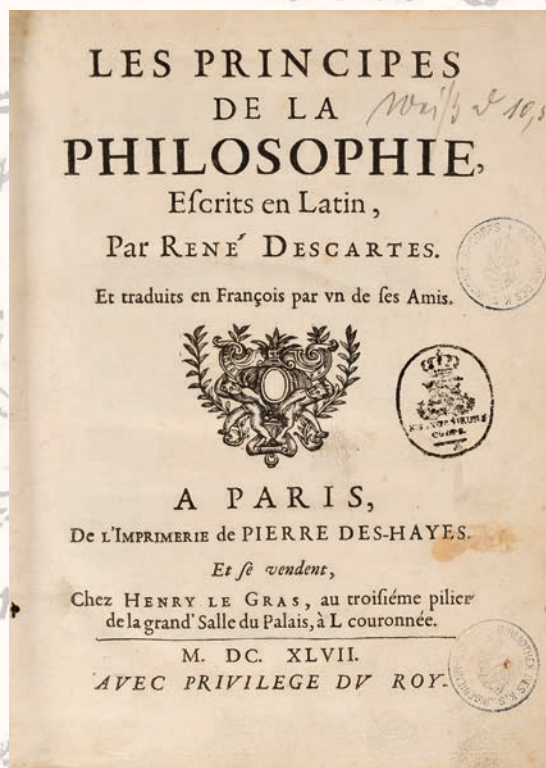 LES PRINCIPES
DE LA
PHILOSOPHIE,
Eſcrits en Latin,
Par RENÉ DESCARTES.
Et traduits en François par vn de ſes Amis.
A PARIS,
De l'IMPRIMERIE de PIERRE DES-HAYES.
Et ſe vendent,
Chez HENRY LE GRAS, au troiſiéme pilier
de la grand' Salle du Palais, à L couronnée.
M. DC. XLVII.
AVEC PRIVILEGE DV ROY.